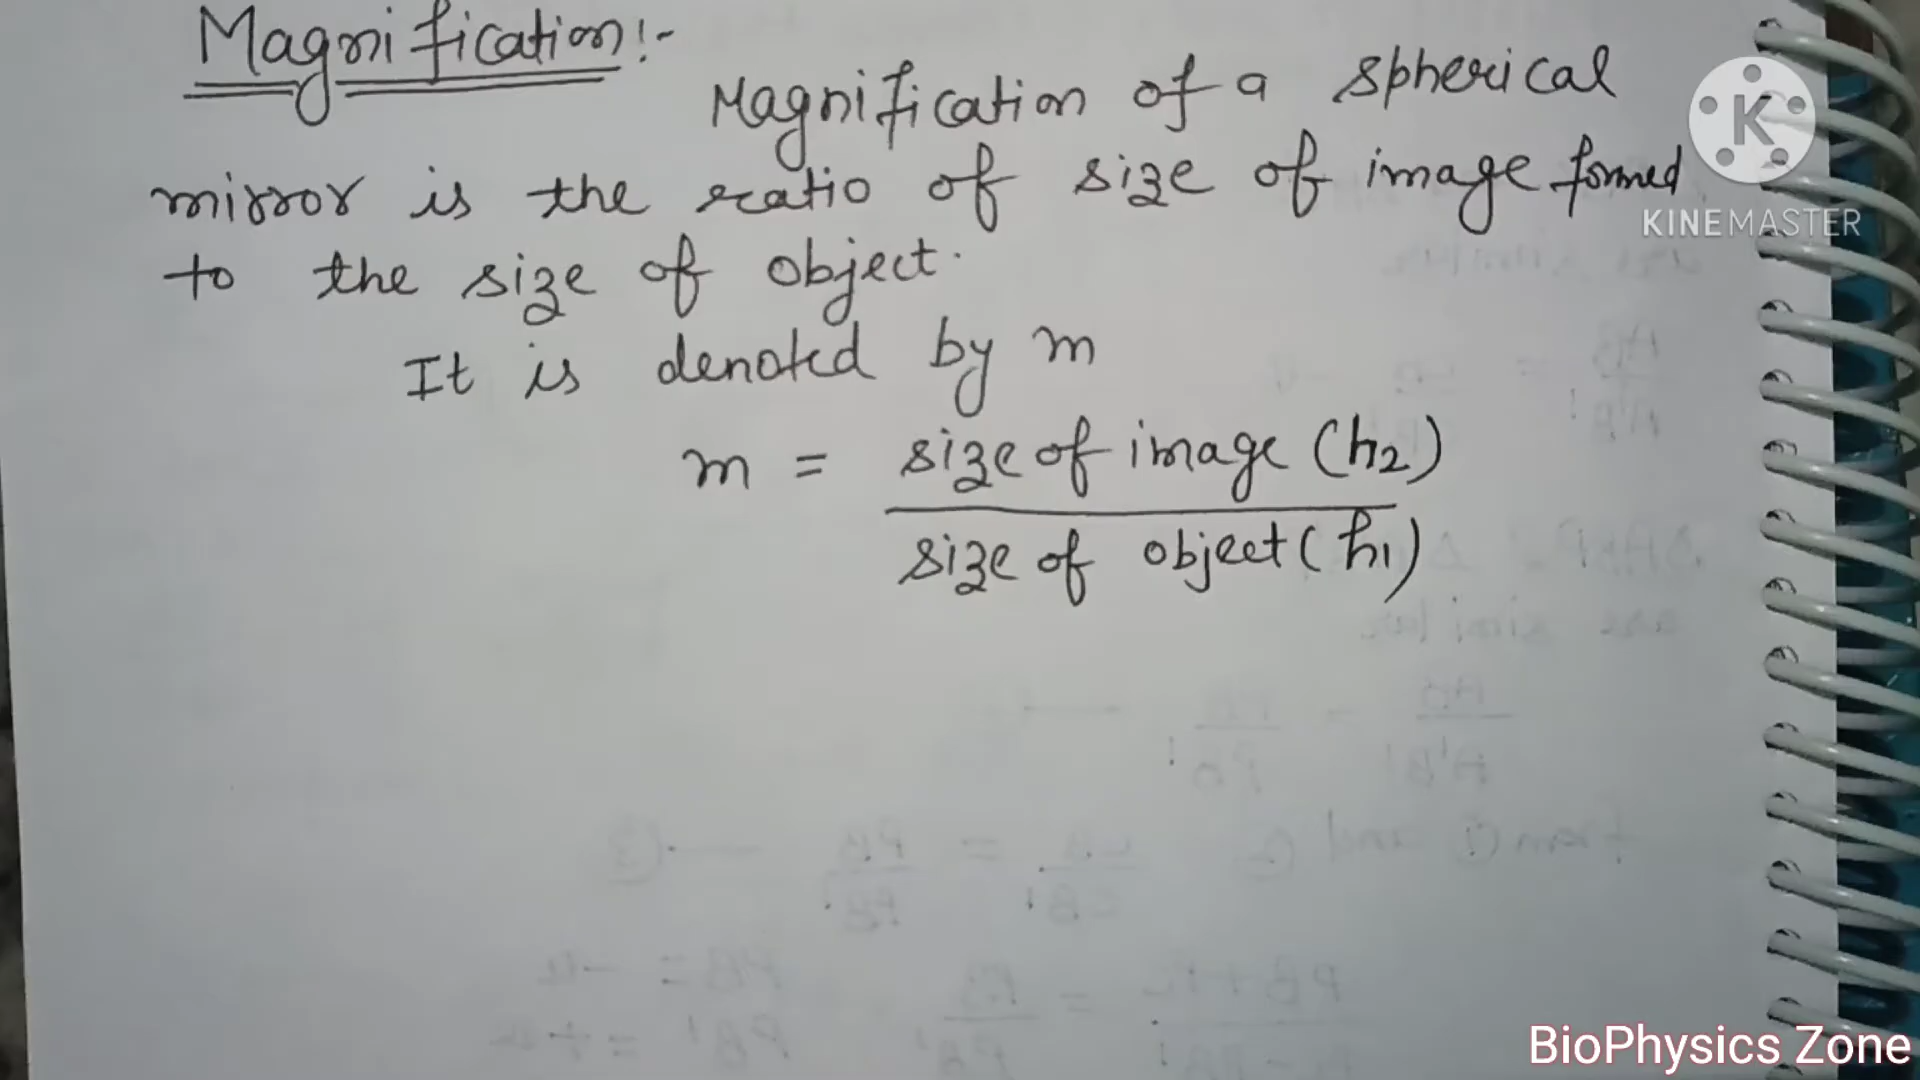 Magnification:-
Magnification of a spherical
mirror is the ratio of size of image formed
to the size of object.
It is denoted by m
m = size of image (h2)
size of object (h1)
K
KINEMASTER
BioPhysics Zone